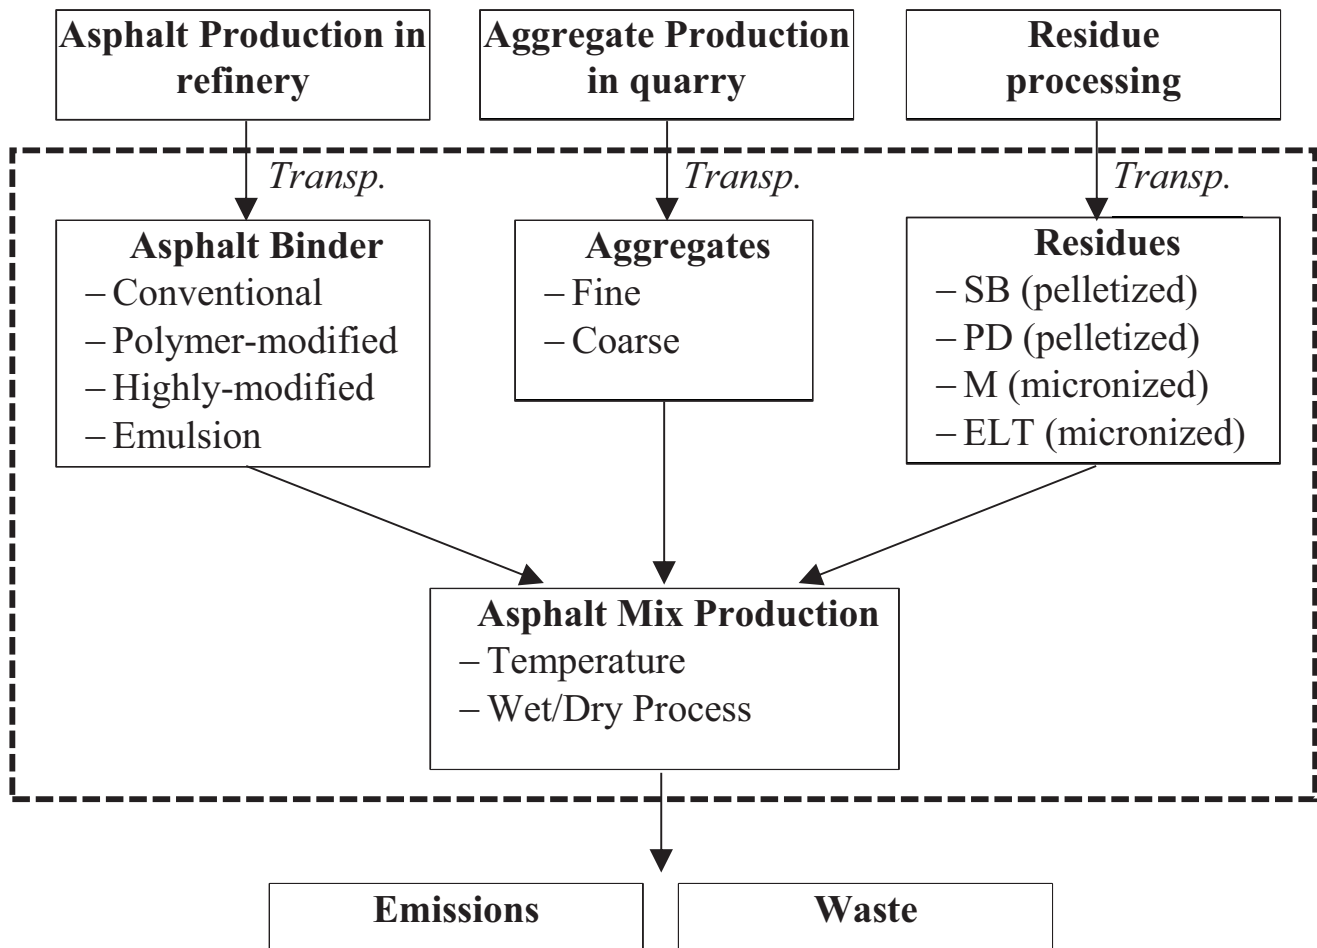 Asphalt Production in
refinery
Aggregate Production
in quarry
Residue
processing
Transp.
Transp.
Transp.
Asphalt Binder
– Conventional
– Polymer-modified
– Highly-modified
– Emulsion
Aggregates
– Fine
– Coarse
Residues
– SB (pelletized)
– PD (pelletized)
– M (micronized)
– ELT (micronized)
Asphalt Mix Production
– Temperature
– Wet/Dry Process
Emissions
Waste